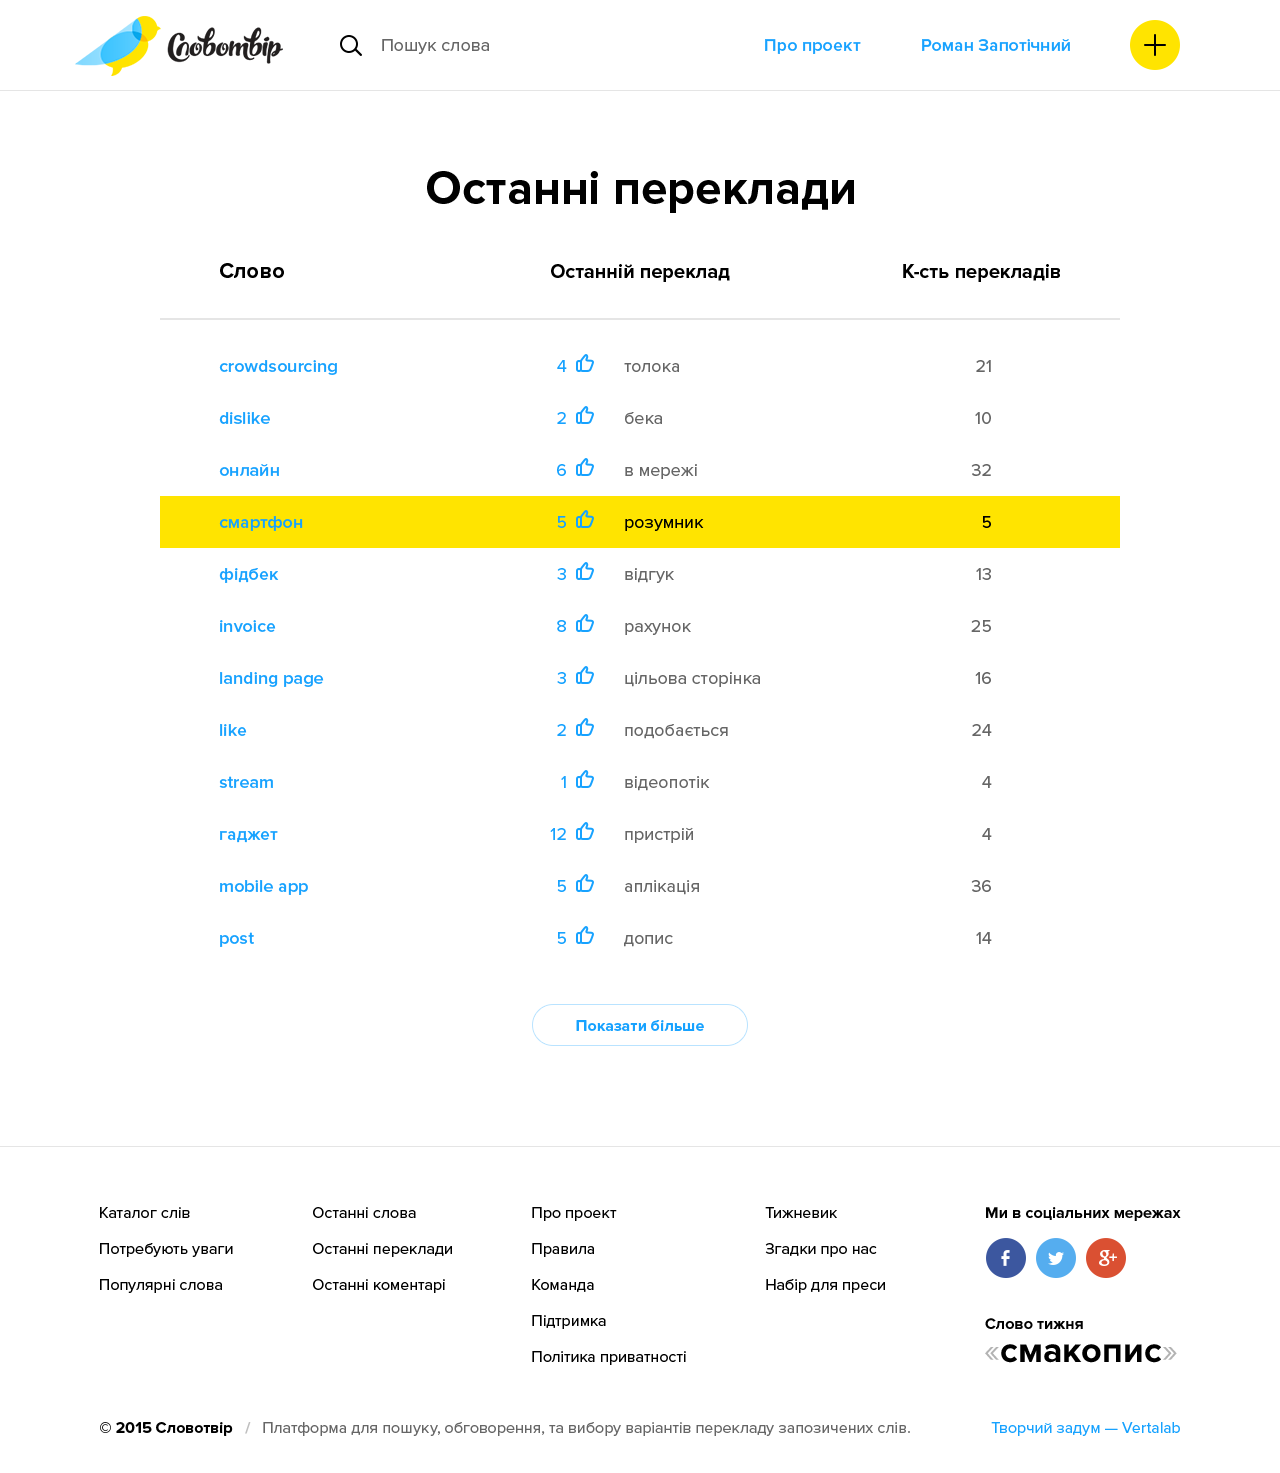 Словотвір
Пошук слова
Про проект
Роман Запотічний
Останні переклади
Слово Останній переклад К-сть перекладів
crowdsourcing 4 толока 21
dislike 2 бека 10
онлайн 6 в мережі 32
смартфон 5 розумник 5
фідбек 3 відгук 13
invoice 8 рахунок 25
landing page 3 цільова сторінка 16
like 2 подобається 24
stream 1 відеопотік 4
гаджет 12 пристрій 4
mobile app 5 аплікація 36
post 5 допис 14
Показати більше
Каталог слів
Потребують уваги
Популярні слова
Останні слова
Останні переклади
Останні коментарі
Про проект
Правила
Команда
Підтримка
Політика приватності
Тижневик
Згадки про нас
Набір для преси
Ми в соціальних мережах
Слово тижня
«смакопис»
© 2015 Словотвір / Платформа для пошуку, обговорення, та вибору варіантів перекладу запозичених слів.
Творчий задум — Vertalab